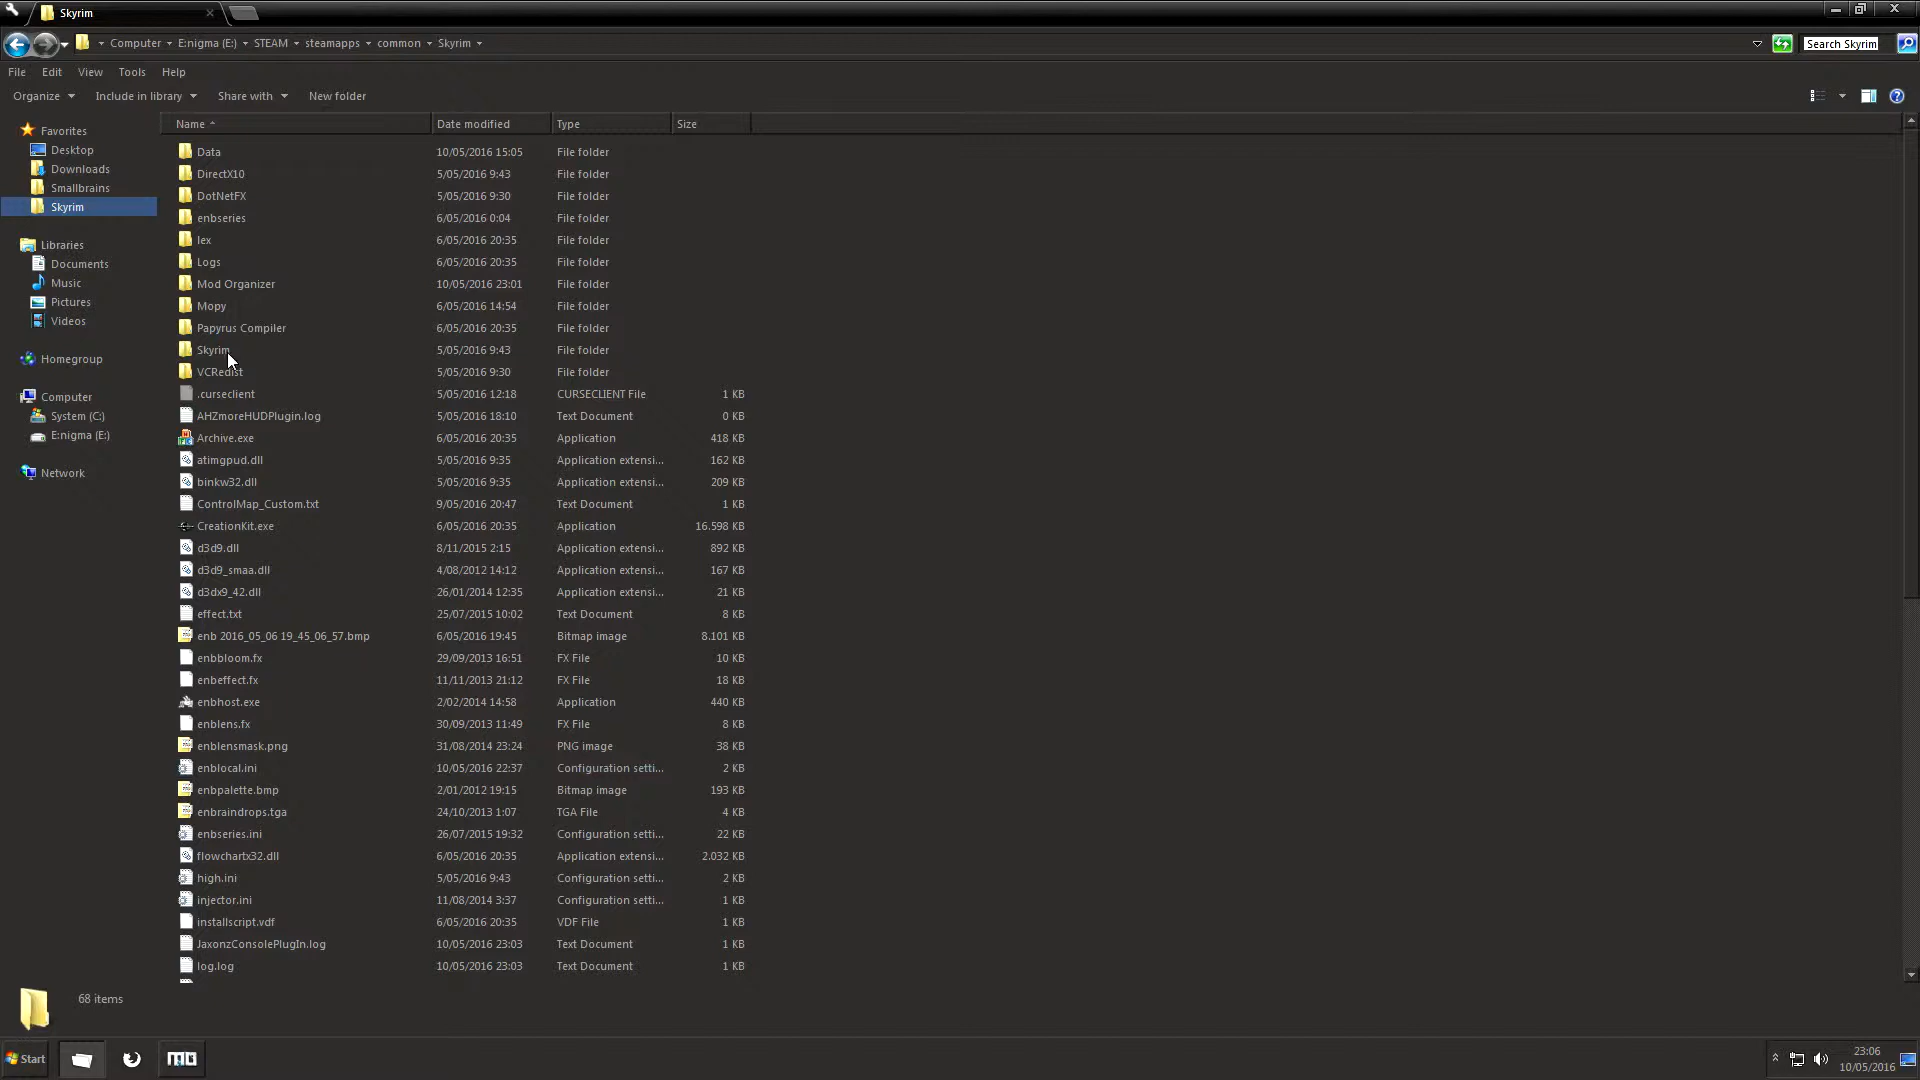 Skyrim
Computer E:nigma (E:) STEAM steamapps common Skyrim
Search Skyrim
File Edit View Tools Help
Organize Include in library Share with New folder
Name Date modified Type Size
Favorites
Desktop
Downloads
Smallbrains
Skyrim
Libraries
Documents
Music
Pictures
Videos
Homegroup
Computer
System (C:)
E:nigma (E:)
Network
Data 10/05/2016 15:05 File folder
DirectX10 5/05/2016 9:43 File folder
DotNetFX 5/05/2016 9:30 File folder
enbseries 6/05/2016 0:04 File folder
lex 6/05/2016 20:35 File folder
Logs 6/05/2016 20:35 File folder
Mod Organizer 10/05/2016 23:01 File folder
Mopy 6/05/2016 14:54 File folder
Papyrus Compiler 6/05/2016 20:35 File folder
Skyrim 5/05/2016 9:43 File folder
VCRedist 5/05/2016 9:30 File folder
.curseclient 5/05/2016 12:18 CURSECLIENT File 1 KB
AHZmoreHUDPlugin.log 5/05/2016 18:10 Text Document 0 KB
Archive.exe 6/05/2016 20:35 Application 418 KB
atimgpud.dll 5/05/2016 9:35 Application extensi... 162 KB
binkw32.dll 5/05/2016 9:35 Application extensi... 209 KB
ControlMap_Custom.txt 9/05/2016 20:47 Text Document 1 KB
CreationKit.exe 6/05/2016 20:35 Application 16.598 KB
d3d9.dll 8/11/2015 2:15 Application extensi... 892 KB
d3d9_smaa.dll 4/08/2012 14:12 Application extensi... 167 KB
d3dx9_42.dll 26/01/2014 12:35 Application extensi... 21 KB
effect.txt 25/07/2015 10:02 Text Document 8 KB
enb 2016_05_06 19_45_06_57.bmp 6/05/2016 19:45 Bitmap image 8.101 KB
enbbloom.fx 29/09/2013 16:51 FX File 10 KB
enbeffect.fx 11/11/2013 21:12 FX File 18 KB
enbhost.exe 2/02/2014 14:58 Application 440 KB
enblens.fx 30/09/2013 11:49 FX File 8 KB
enblensmask.png 31/08/2014 23:24 PNG image 38 KB
enblocal.ini 10/05/2016 22:37 Configuration setti... 2 KB
enbpalette.bmp 2/01/2012 19:15 Bitmap image 193 KB
enbraindrops.tga 24/10/2013 1:07 TGA File 4 KB
enbseries.ini 26/07/2015 19:32 Configuration setti... 22 KB
flowchartx32.dll 6/05/2016 20:35 Application extensi... 2.032 KB
high.ini 5/05/2016 9:43 Configuration setti... 2 KB
injector.ini 11/08/2014 3:37 Configuration setti... 1 KB
installscript.vdf 6/05/2016 20:35 VDF File 1 KB
JaxonzConsolePlugIn.log 10/05/2016 23:03 Text Document 1 KB
log.log 10/05/2016 23:03 Text Document 1 KB
68 items
Start
MO
23:06
10/05/2016